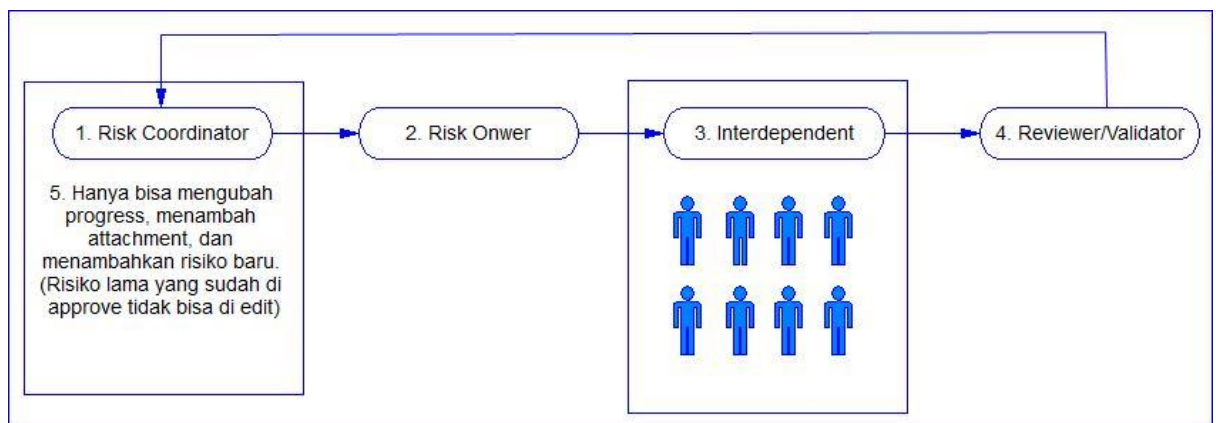 1. Risk Coordinator
2. Risk Onwer
3. Interdependent
4. Reviewer/Validator
5. Hanya bisa mengubah
progress, menambah
attachment, dan
menambahkan risiko baru.
(Risiko lama yang sudah di
approve tidak bisa di edit)